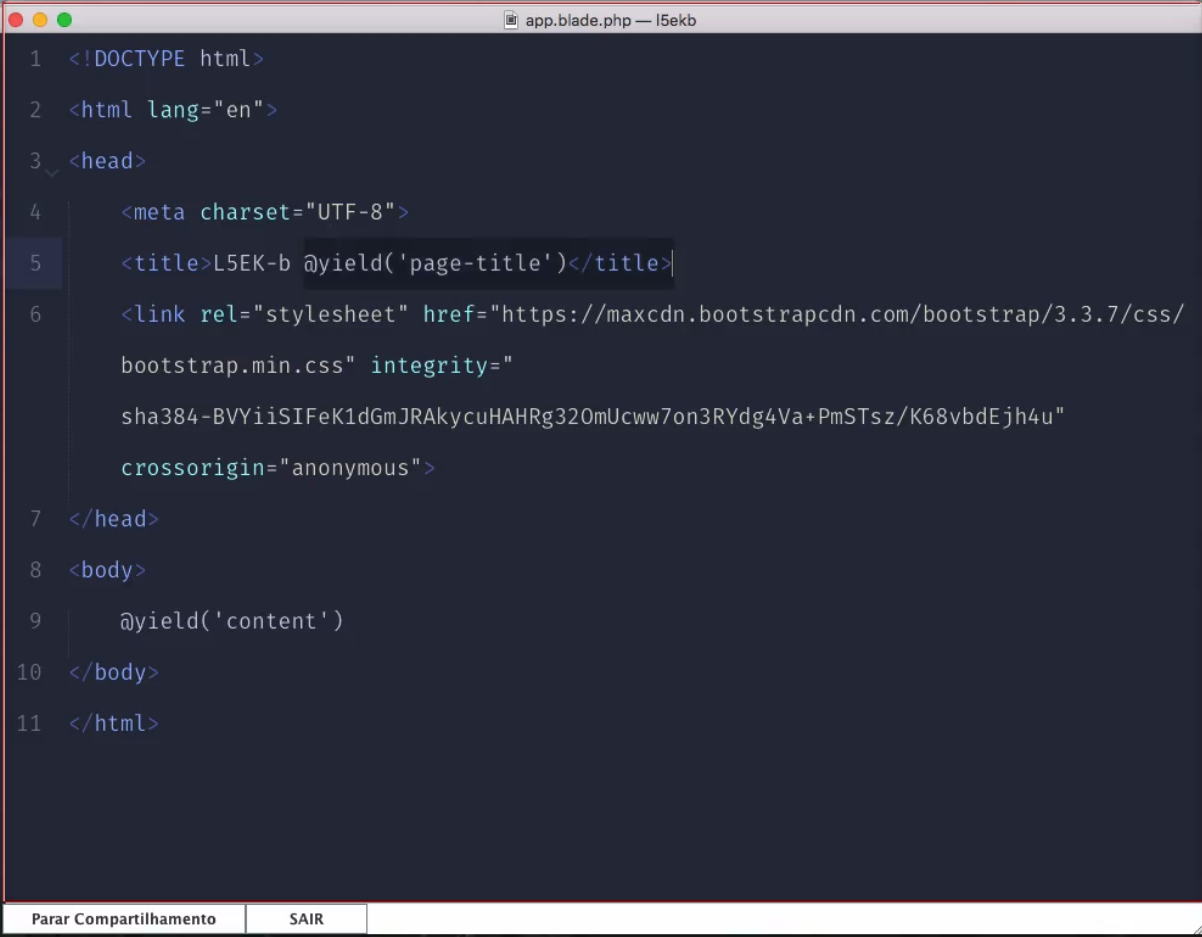 app.blade.php — l5ekb
1 <!DOCTYPE html>
2 <html lang="en">
3 <head>
4 <meta charset="UTF-8">
5 <title>L5EK-b @yield('page-title')</title>
6 <link rel="stylesheet" href="https://maxcdn.bootstrapcdn.com/bootstrap/3.3.7/css/
bootstrap.min.css" integrity="
sha384-BVYiiSIFeK1dGmJRAkycuHAHRg32OmUcww7on3RYdg4Va+PmSTsz/K68vbdEjh4u"
crossorigin="anonymous">
7 </head>
8 <body>
9 @yield('content')
10 </body>
11 </html>
Parar Compartilhamento SAIR